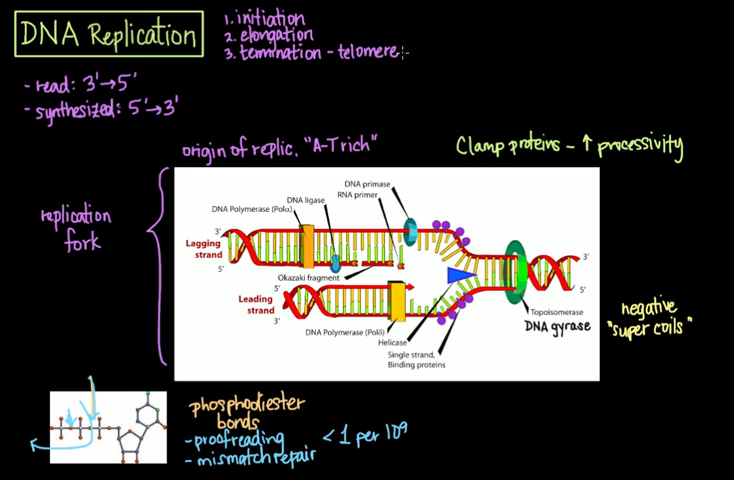 DNA Replication
1. initiation
2. elongation
3. termination - telomere
- read: 3'→5'
- synthesized: 5'→3'
origin of replic. "A-T rich"
Clamp proteins - ↑ processivity
replication
fork
DNA primase
RNA primer
DNA ligase
DNA Polymerase (Polα)
3'
Lagging
strand
5'
Okazaki fragment
5'
Leading
strand
3'
DNA Polymerase (Polδ)
Helicase
Single strand,
Binding proteins
3'
5'
Topoisomerase
DNA gyrase
negative
"super coils"
phosphodiester
bonds
- proofreading
- mismatch repair
< 1 per 10⁹